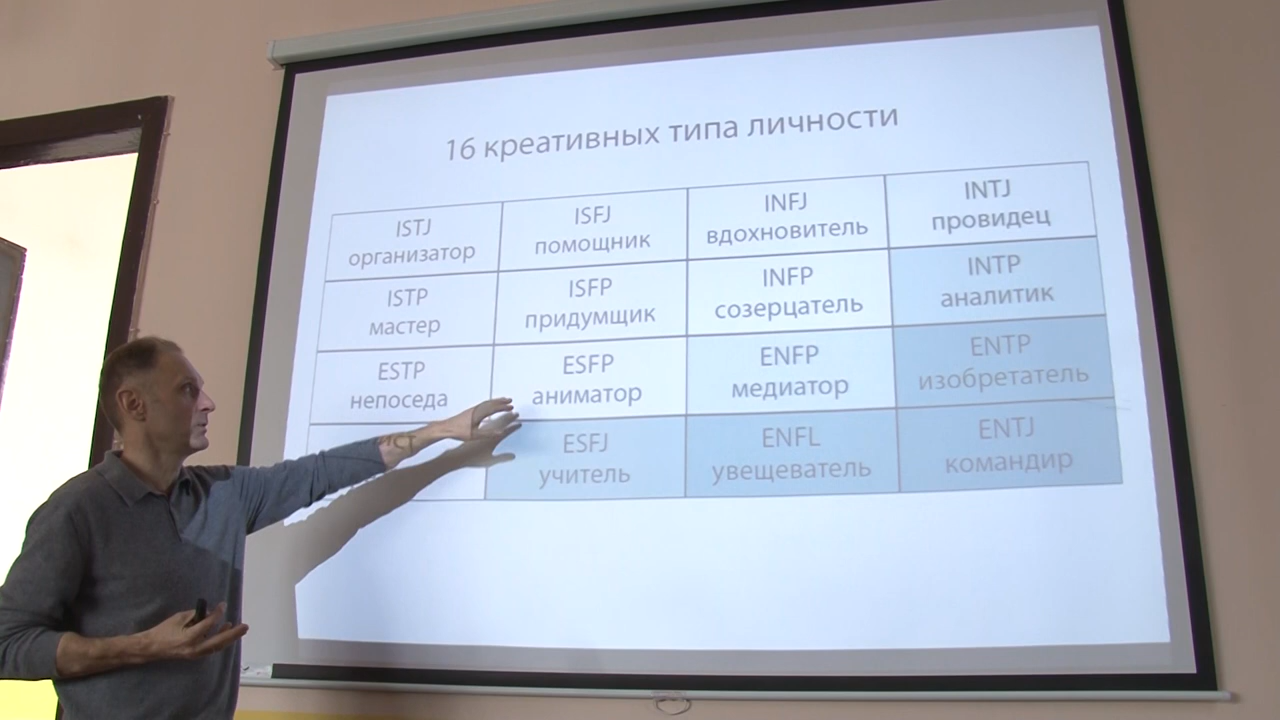 16 креативных типа личности
ISTJ
организатор
ISFJ
помощник
INFJ
вдохновитель
INTJ
провидец
ISTP
мастер
ISFP
придумщик
INFP
созерцатель
INTP
аналитик
ESTP
непоседа
ESFP
аниматор
ENFP
медиатор
ENTP
изобретатель
ESFJ
учитель
ENFL
увещеватель
ENTJ
командир